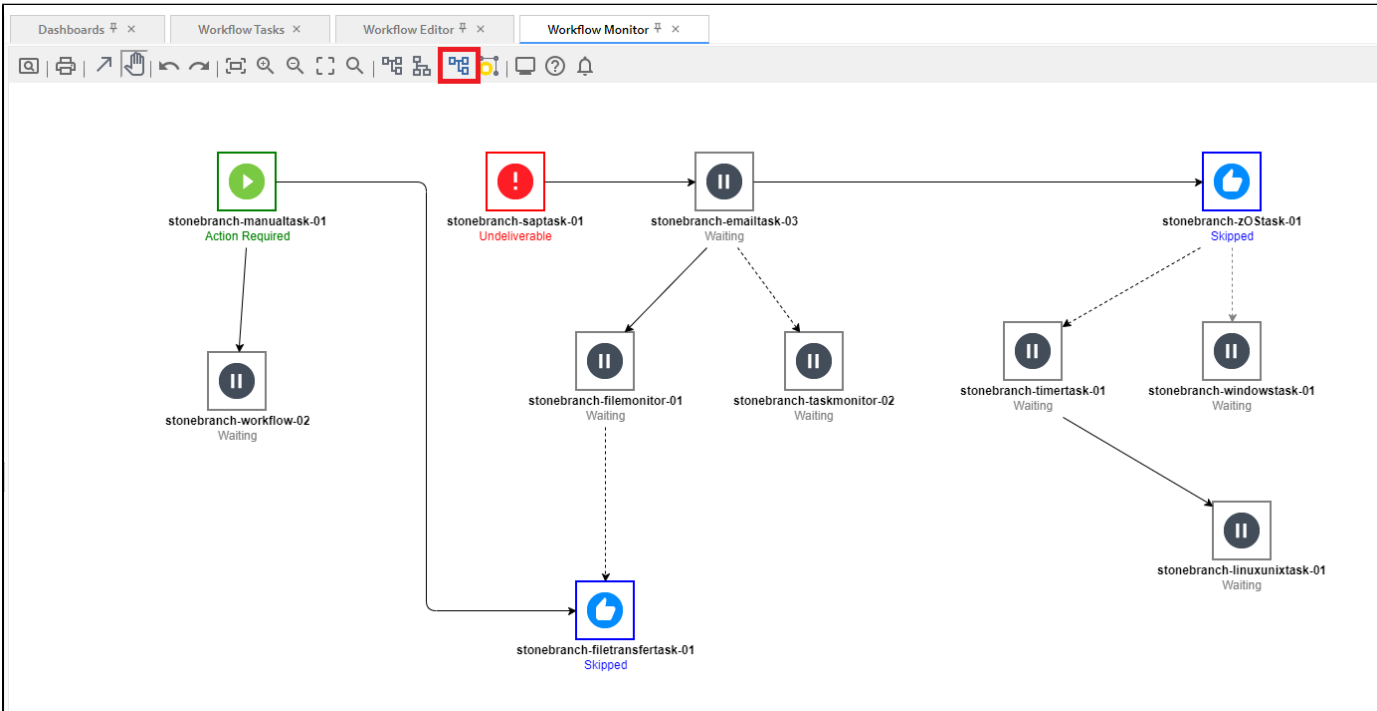 Dashboards
Workflow Tasks
Workflow Editor
Workflow Monitor
stonebranch-manualtask-01
Action Required
stonebranch-saptask-01
Undeliverable
stonebranch-emailtask-03
Waiting
stonebranch-zOStask-01
Skipped
stonebranch-workflow-02
Waiting
stonebranch-filemonitor-01
Waiting
stonebranch-taskmonitor-02
Waiting
stonebranch-timertask-01
Waiting
stonebranch-windowstask-01
Waiting
stonebranch-linuxunixtask-01
Waiting
stonebranch-filetransfertask-01
Skipped